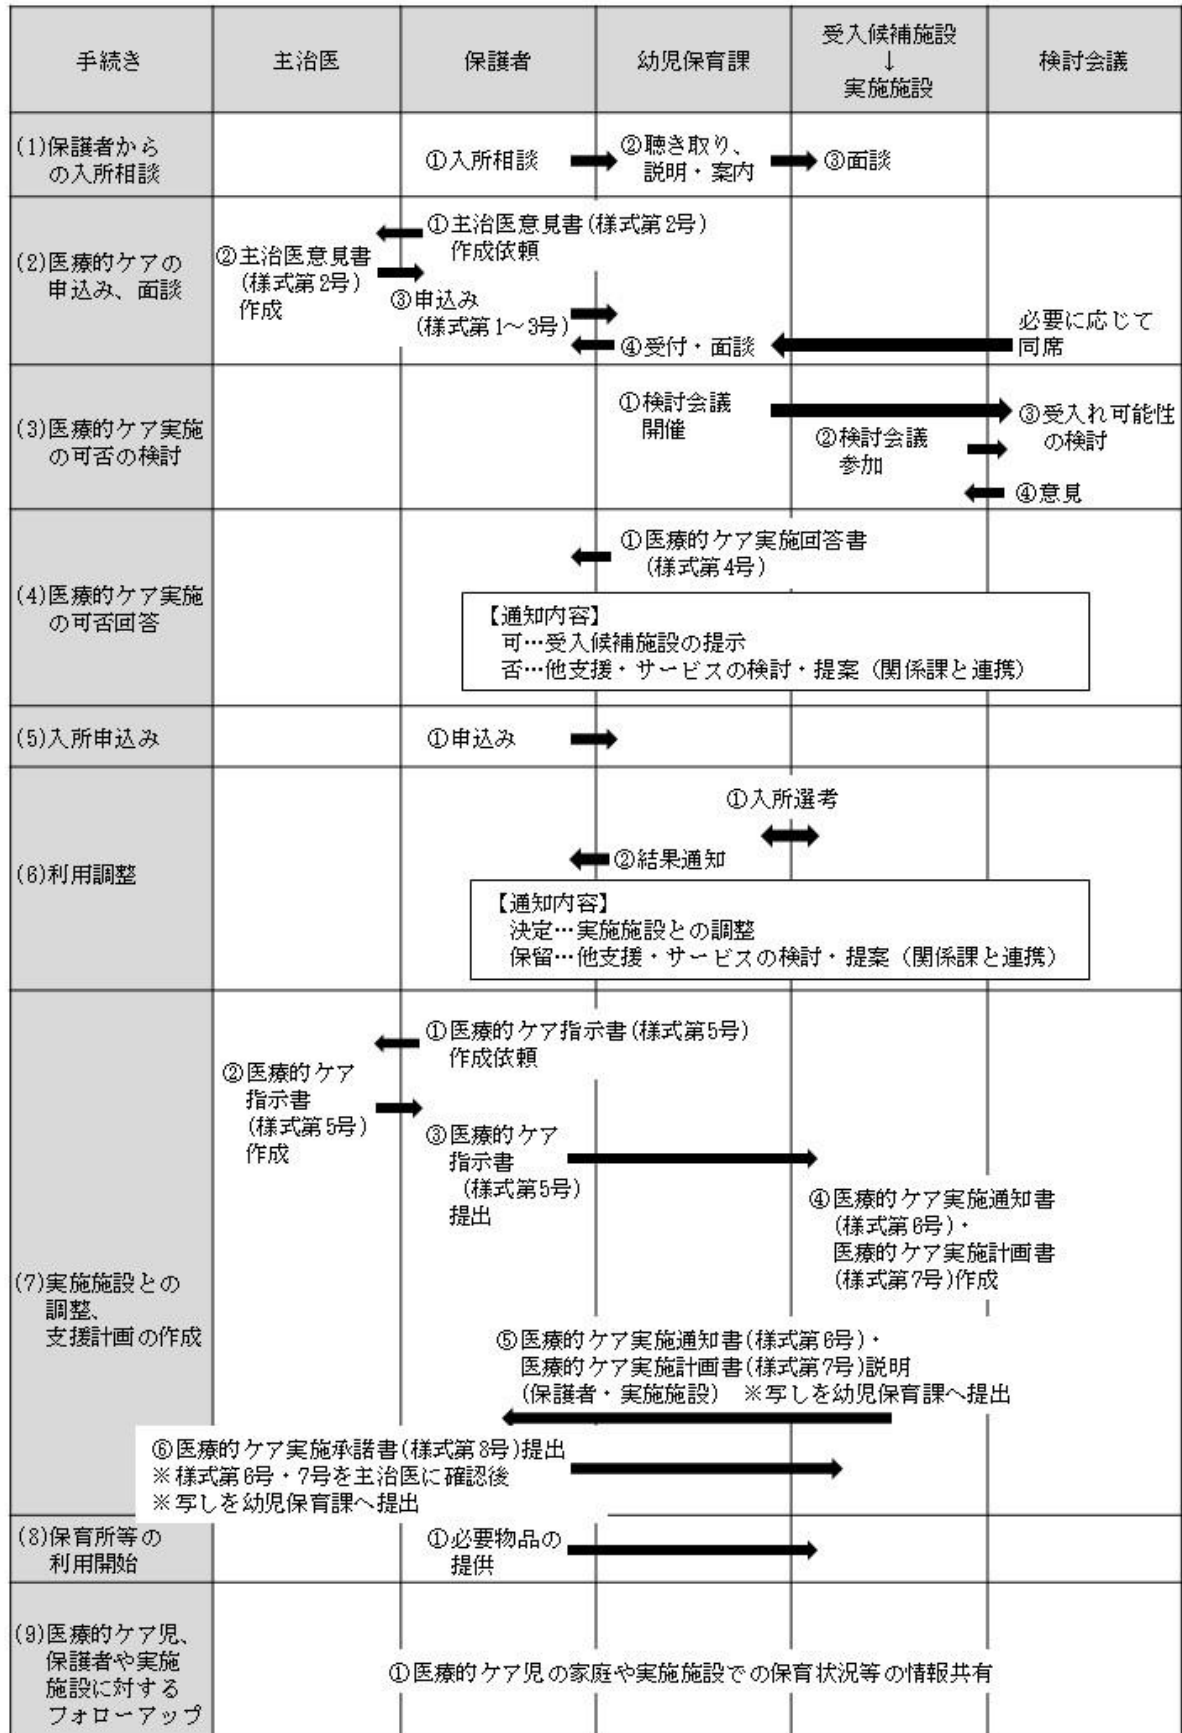 手続き
主治医
保護者
幼児保育課
受入候補施設
↓
実施施設
検討会議
(1)保護者から
の入所相談
①入所相談
②聴き取り、
説明・案内
③面談
(2)医療的ケアの
申込み、面談
①主治医意見書(様式第2号)
作成依頼
②主治医意見書
(様式第2号)
作成
③申込み
(様式第1～3号)
④受付・面談
必要に応じて
同席
(3)医療的ケア実施
の可否の検討
①検討会議
開催
②検討会議
参加
③受入れ可能性
の検討
④意見
(4)医療的ケア実施
の可否回答
①医療的ケア実施回答書
(様式第4号)
【通知内容】
可…受入候補施設の提示
否…他支援・サービスの検討・提案（関係課と連携）
(5)入所申込み
①申込み
(6)利用調整
①入所選考
②結果通知
【通知内容】
決定…実施施設との調整
保留…他支援・サービスの検討・提案（関係課と連携）
(7)実施施設との
調整、
支援計画の作成
①医療的ケア指示書(様式第5号)
作成依頼
②医療的ケア
指示書
(様式第5号)
作成
③医療的ケア
指示書
(様式第5号)
提出
④医療的ケア実施通知書
(様式第6号)・
医療的ケア実施計画書
(様式第7号)作成
⑤医療的ケア実施通知書(様式第6号)・
医療的ケア実施計画書(様式第7号)説明
(保護者・実施施設)　※写しを幼児保育課へ提出
⑥医療的ケア実施承諾書(様式第8号)提出
※様式第6号・7号を主治医に確認後
※写しを幼児保育課へ提出
(8)保育所等の
利用開始
①必要物品の
提供
(9)医療的ケア児、
保護者や実施
施設に対する
フォローアップ
①医療的ケア児の家庭や実施施設での保育状況等の情報共有